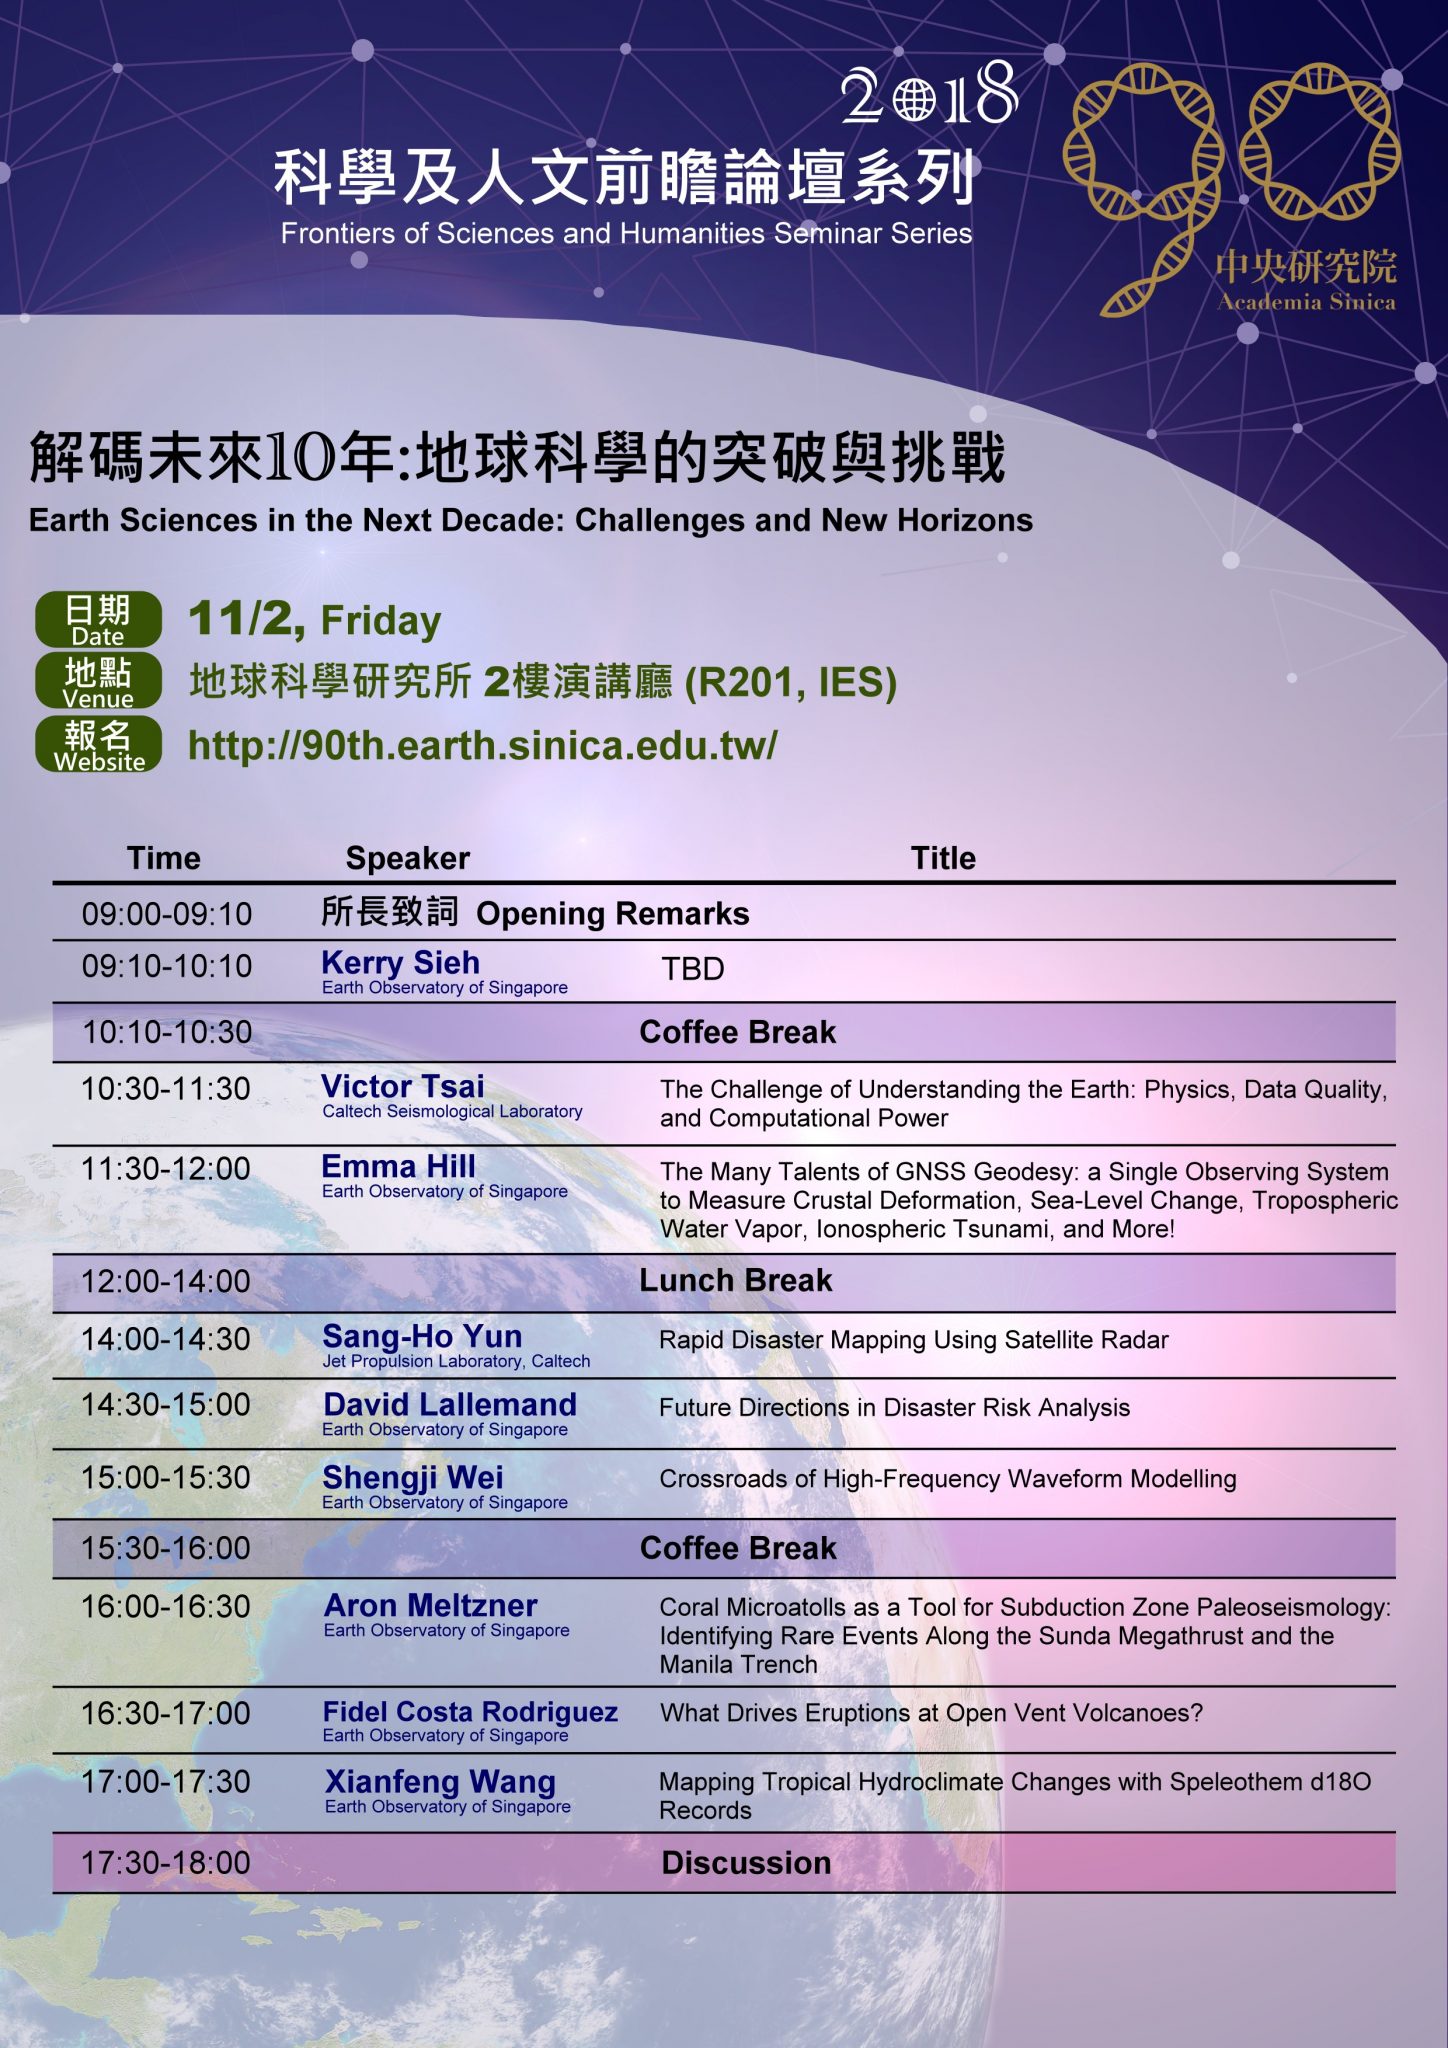 2018
科學及人文前瞻論壇系列
Frontiers of Sciences and Humanities Seminar Series
90
中央研究院
Academia Sinica
解碼未來10年:地球科學的突破與挑戰
Earth Sciences in the Next Decade: Challenges and New Horizons
日期
Date
11/2, Friday
地點
Venue
地球科學研究所 2樓演講廳 (R201, IES)
報名
Website
http://90th.earth.sinica.edu.tw/
Time Speaker Title
09:00-09:10 所長致詞 Opening Remarks
09:10-10:10 Kerry Sieh TBD
Earth Observatory of Singapore
10:10-10:30 Coffee Break
10:30-11:30 Victor Tsai The Challenge of Understanding the Earth: Physics, Data Quality,
Caltech Seismological Laboratory and Computational Power
11:30-12:00 Emma Hill The Many Talents of GNSS Geodesy: a Single Observing System
Earth Observatory of Singapore to Measure Crustal Deformation, Sea-Level Change, Tropospheric
Water Vapor, Ionospheric Tsunami, and More!
12:00-14:00 Lunch Break
14:00-14:30 Sang-Ho Yun Rapid Disaster Mapping Using Satellite Radar
Jet Propulsion Laboratory, Caltech
14:30-15:00 David Lallemand Future Directions in Disaster Risk Analysis
Earth Observatory of Singapore
15:00-15:30 Shengji Wei Crossroads of High-Frequency Waveform Modelling
Earth Observatory of Singapore
15:30-16:00 Coffee Break
16:00-16:30 Aron Meltzner Coral Microatolls as a Tool for Subduction Zone Paleoseismology:
Earth Observatory of Singapore Identifying Rare Events Along the Sunda Megathrust and the
Manila Trench
16:30-17:00 Fidel Costa Rodriguez What Drives Eruptions at Open Vent Volcanoes?
Earth Observatory of Singapore
17:00-17:30 Xianfeng Wang Mapping Tropical Hydroclimate Changes with Speleothem d18O
Earth Observatory of Singapore Records
17:30-18:00 Discussion